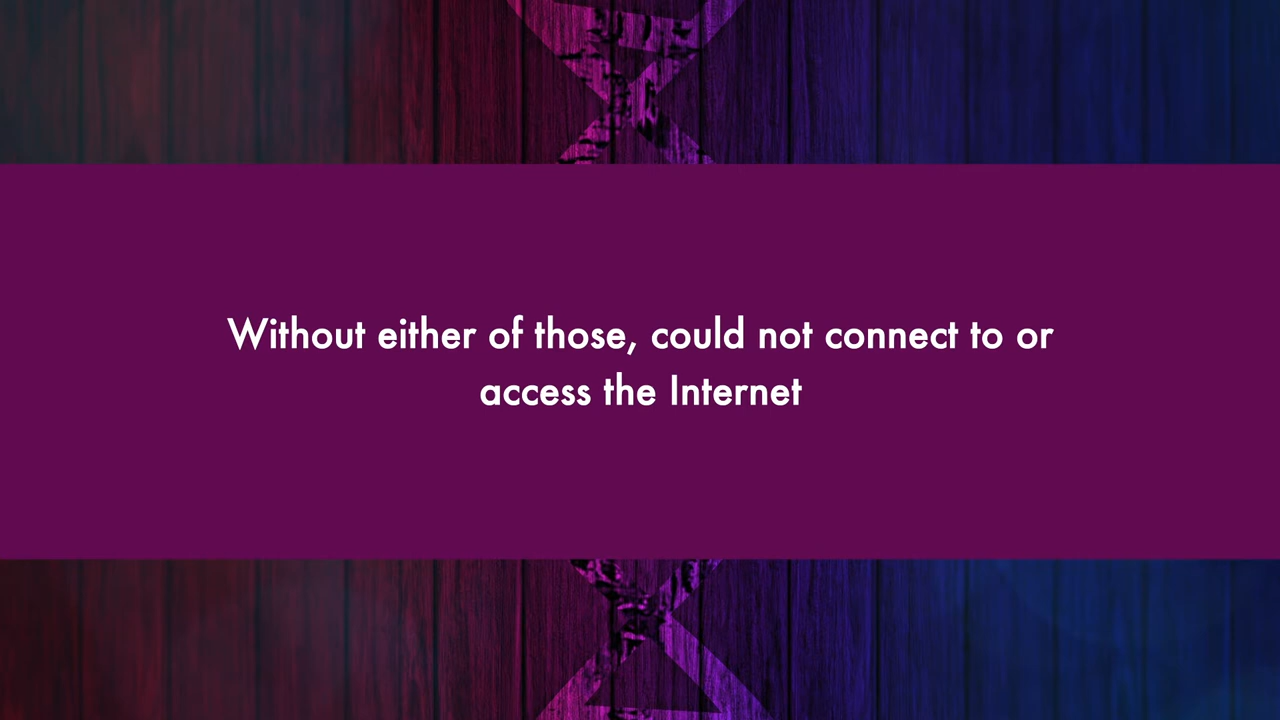 Without either of those, could not connect to or
access the Internet